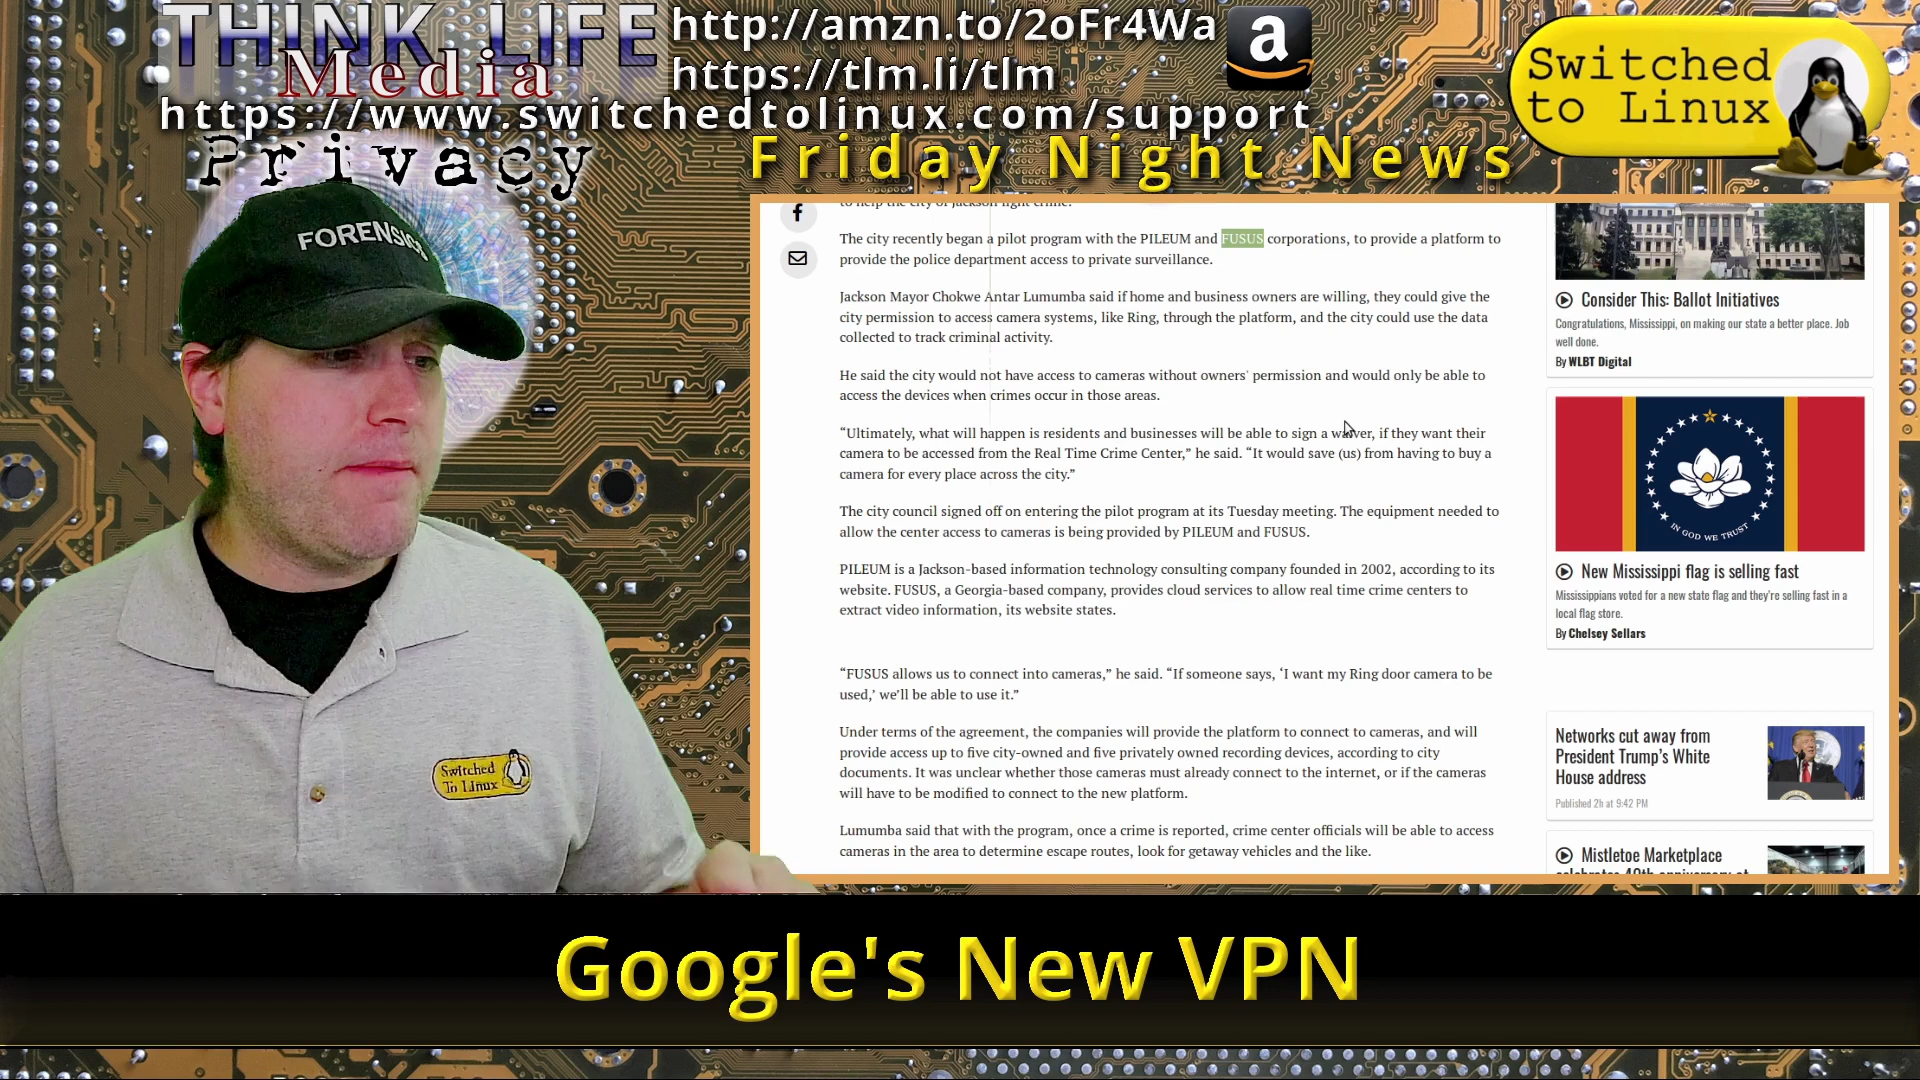 THINK LIFE
Media
http://amzn.to/2oFr4Wa
https://tlm.li/tlm
https://www.switchedtolinux.com/support
Privacy
Friday Night News
Switched
to Linux
FORENSIC
Switched
To Linux
to help the city of Jackson fight crime.
The city recently began a pilot program with the PILEUM and FUSUS corporations, to provide a platform to
provide the police department access to private surveillance.
Jackson Mayor Chokwe Antar Lumumba said if home and business owners are willing, they could give the
city permission to access camera systems, like Ring, through the platform, and the city could use the data
collected to track criminal activity.
He said the city would not have access to cameras without owners' permission and would only be able to
access the devices when crimes occur in those areas.
“Ultimately, what will happen is residents and businesses will be able to sign a waiver, if they want their
camera to be accessed from the Real Time Crime Center,” he said. “It would save (us) from having to buy a
camera for every place across the city.”
The city council signed off on entering the pilot program at its Tuesday meeting. The equipment needed to
allow the center access to cameras is being provided by PILEUM and FUSUS.
PILEUM is a Jackson-based information technology consulting company founded in 2002, according to its
website. FUSUS, a Georgia-based company, provides cloud services to allow real time crime centers to
extract video information, its website states.
“FUSUS allows us to connect into cameras,” he said. “If someone says, ‘I want my Ring door camera to be
used,’ we’ll be able to use it.”
Under terms of the agreement, the companies will provide the platform to connect to cameras, and will
provide access up to five city-owned and five privately owned recording devices, according to city
documents. It was unclear whether those cameras must already connect to the internet, or if the cameras
will have to be modified to connect to the new platform.
Lumumba said that with the program, once a crime is reported, crime center officials will be able to access
cameras in the area to determine escape routes, look for getaway vehicles and the like.
Consider This: Ballot Initiatives
Congratulations, Mississippi, on making our state a better place. Job
well done.
By WLBT Digital
IN GOD WE TRUST
New Mississippi flag is selling fast
Mississippians voted for a new state flag and they're selling fast in a
local flag store.
By Chelsey Sellars
Networks cut away from
President Trump’s White
House address
Published 2h at 9:42 PM
Mistletoe Marketplace
celebrates 40th anniversary at
Google's New VPN